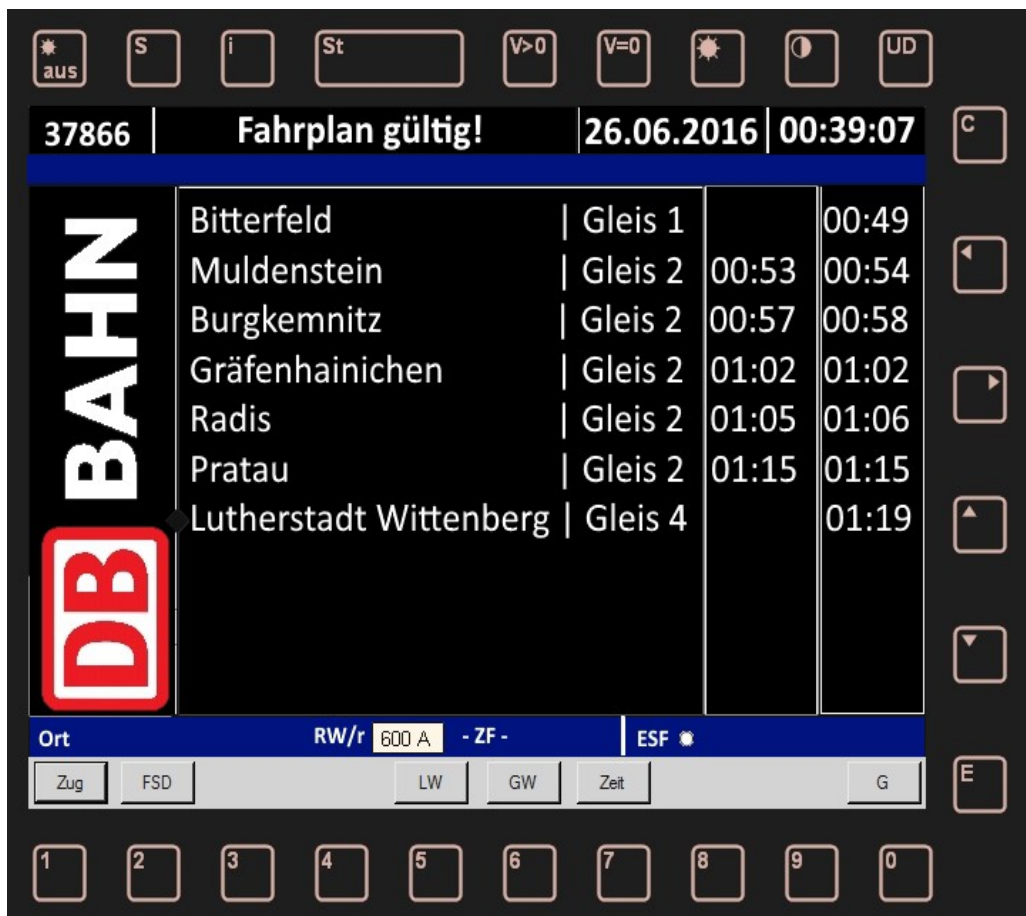 aus S i St V>0 V=0 UD
37866 Fahrplan gültig! 26.06.2016 00:39:07 C
Bitterfeld | Gleis 1 00:49
Muldenstein | Gleis 2 00:53 00:54
Burgkemnitz | Gleis 2 00:57 00:58
Gräfenhainichen | Gleis 2 01:02 01:02
Radis | Gleis 2 01:05 01:06
Pratau | Gleis 2 01:15 01:15
Lutherstadt Wittenberg | Gleis 4 01:19
DB BAHN
Ort RW/r 600 A - ZF - ESF
Zug FSD LW GW Zeit G E
1 2 3 4 5 6 7 8 9 0